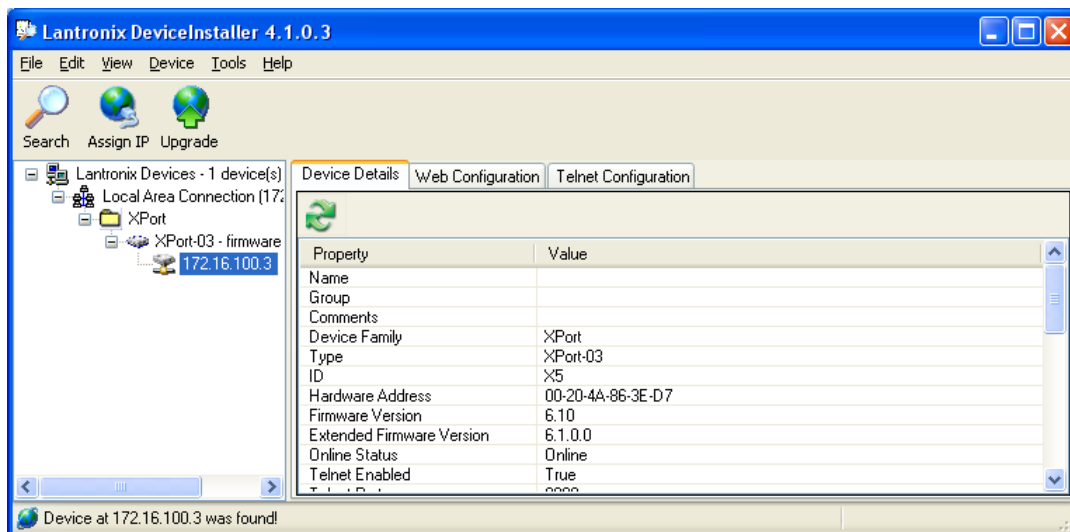 Lantronix DeviceInstaller 4.1.0.3
File Edit View Device Tools Help
Search Assign IP Upgrade
Lantronix Devices - 1 device(s)
Local Area Connection (172
XPort
XPort-03 - firmware
172.16.100.3
Device Details Web Configuration Telnet Configuration
Property Value
Name
Group
Comments
Device Family XPort
Type XPort-03
ID X5
Hardware Address 00-20-4A-86-3E-D7
Firmware Version 6.10
Extended Firmware Version 6.1.0.0
Online Status Online
Telnet Enabled True
Device at 172.16.100.3 was found!